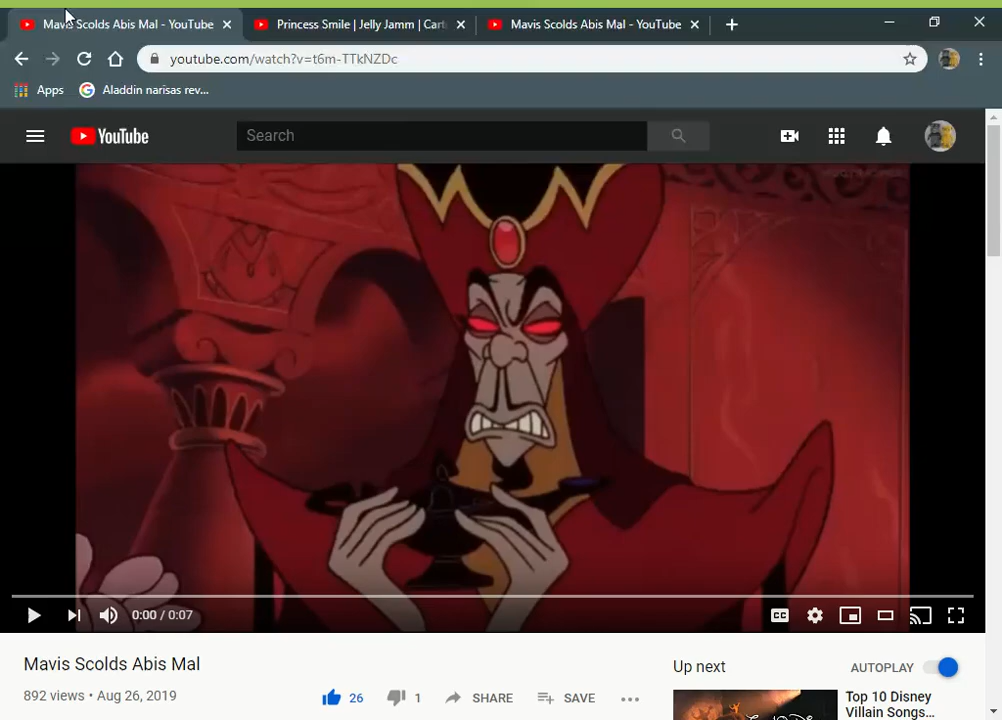 Mavis Scolds Abis Mal - YouTube
Princess Smile | Jelly Jamm | Cart
Mavis Scolds Abis Mal - YouTube
youtube.com/watch?v=t6m-TTkNZDc
Apps
Aladdin narisas rev...
YouTube
Search
0:00 / 0:07
CC
Mavis Scolds Abis Mal
892 views • Aug 26, 2019
26
1
SHARE
SAVE
Up next
AUTOPLAY
Top 10 Disney
Villain Songs...